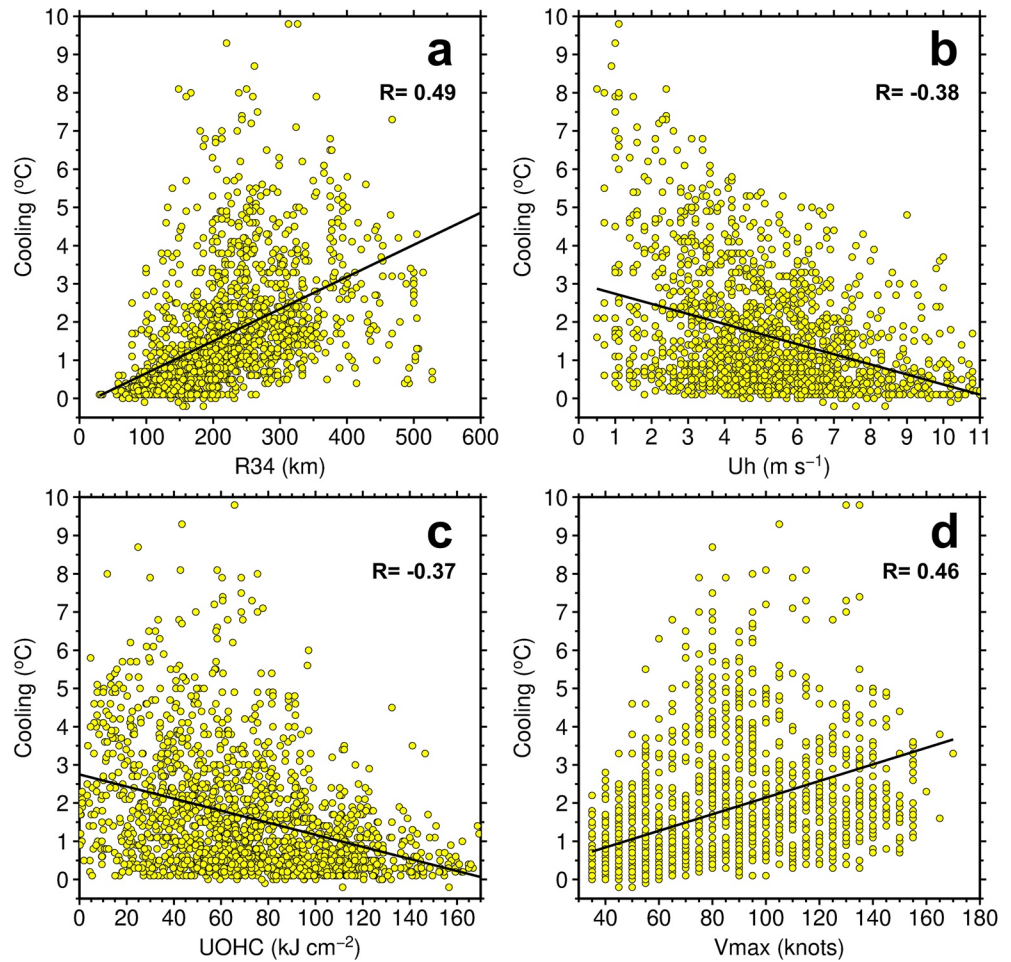 10
9
8
7
6
5
4
3
2
1
0
Cooling (ºC)
a
R= 0.49
0 100 200 300 400 500 600
R34 (km)
10
9
8
7
6
5
4
3
2
1
0
Cooling (ºC)
b
R= -0.38
0 1 2 3 4 5 6 7 8 9 10 11
Uh (m s⁻¹)
10
9
8
7
6
5
4
3
2
1
0
Cooling (ºC)
c
R= -0.37
0 20 40 60 80 100 120 140 160
UOHC (kJ cm⁻²)
10
9
8
7
6
5
4
3
2
1
0
Cooling (ºC)
d
R= 0.46
40 60 80 100 120 140 160 180
Vmax (knots)